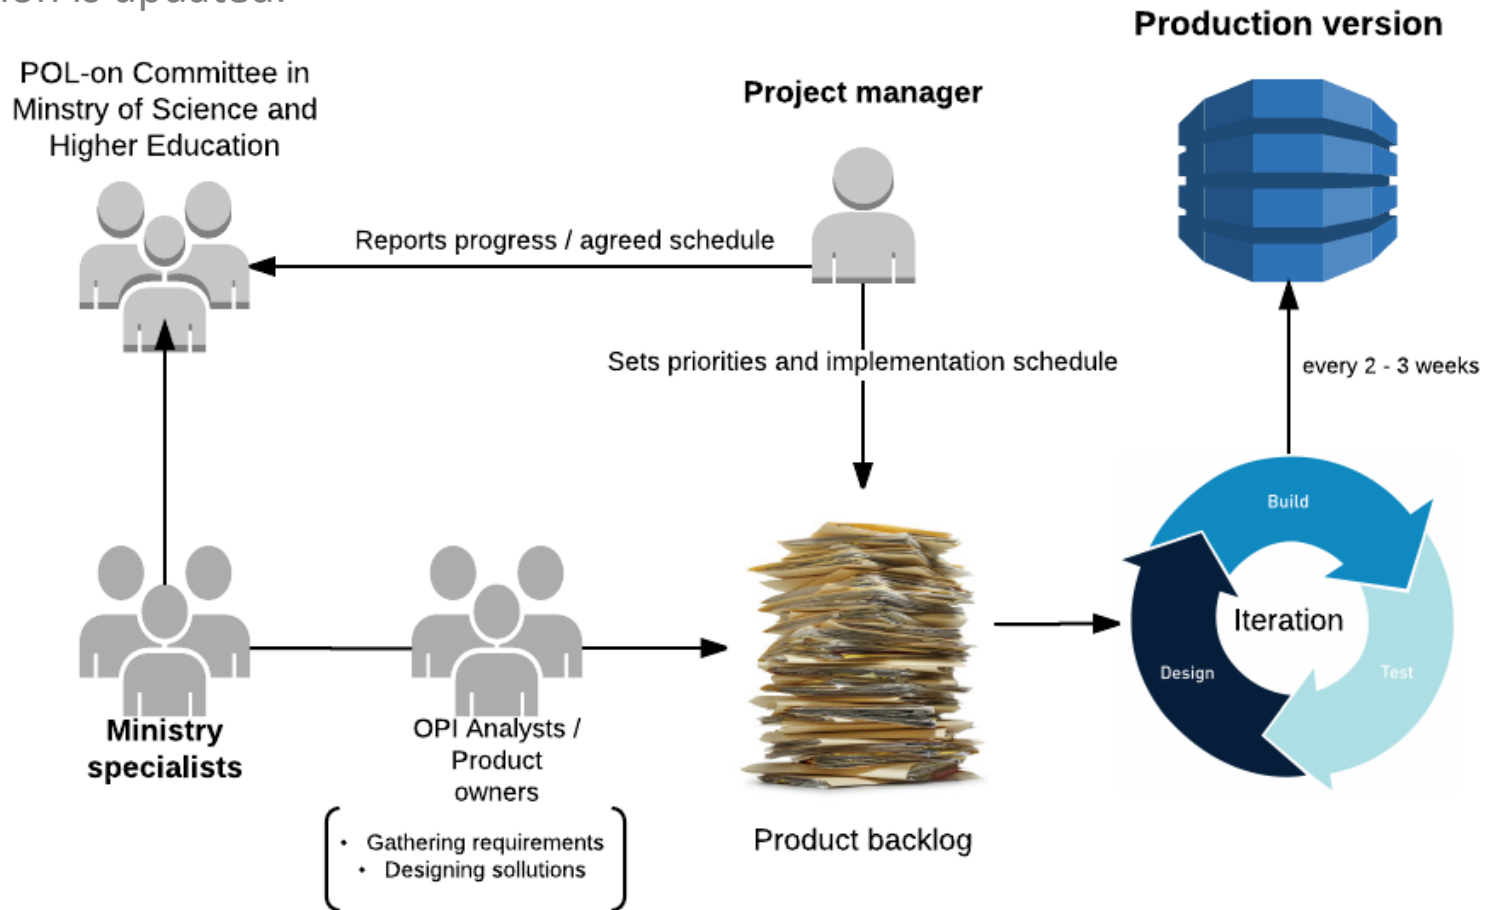 is updated.
Production version
POL-on Committee in
Minstry of Science and
Higher Education
Project manager
Reports progress / agreed schedule
Sets priorities and implementation schedule
every 2 - 3 weeks
Build
Iteration
Design
Test
Ministry
specialists
OPI Analysts /
Product
owners
• Gathering requirements
• Designing sollutions
Product backlog